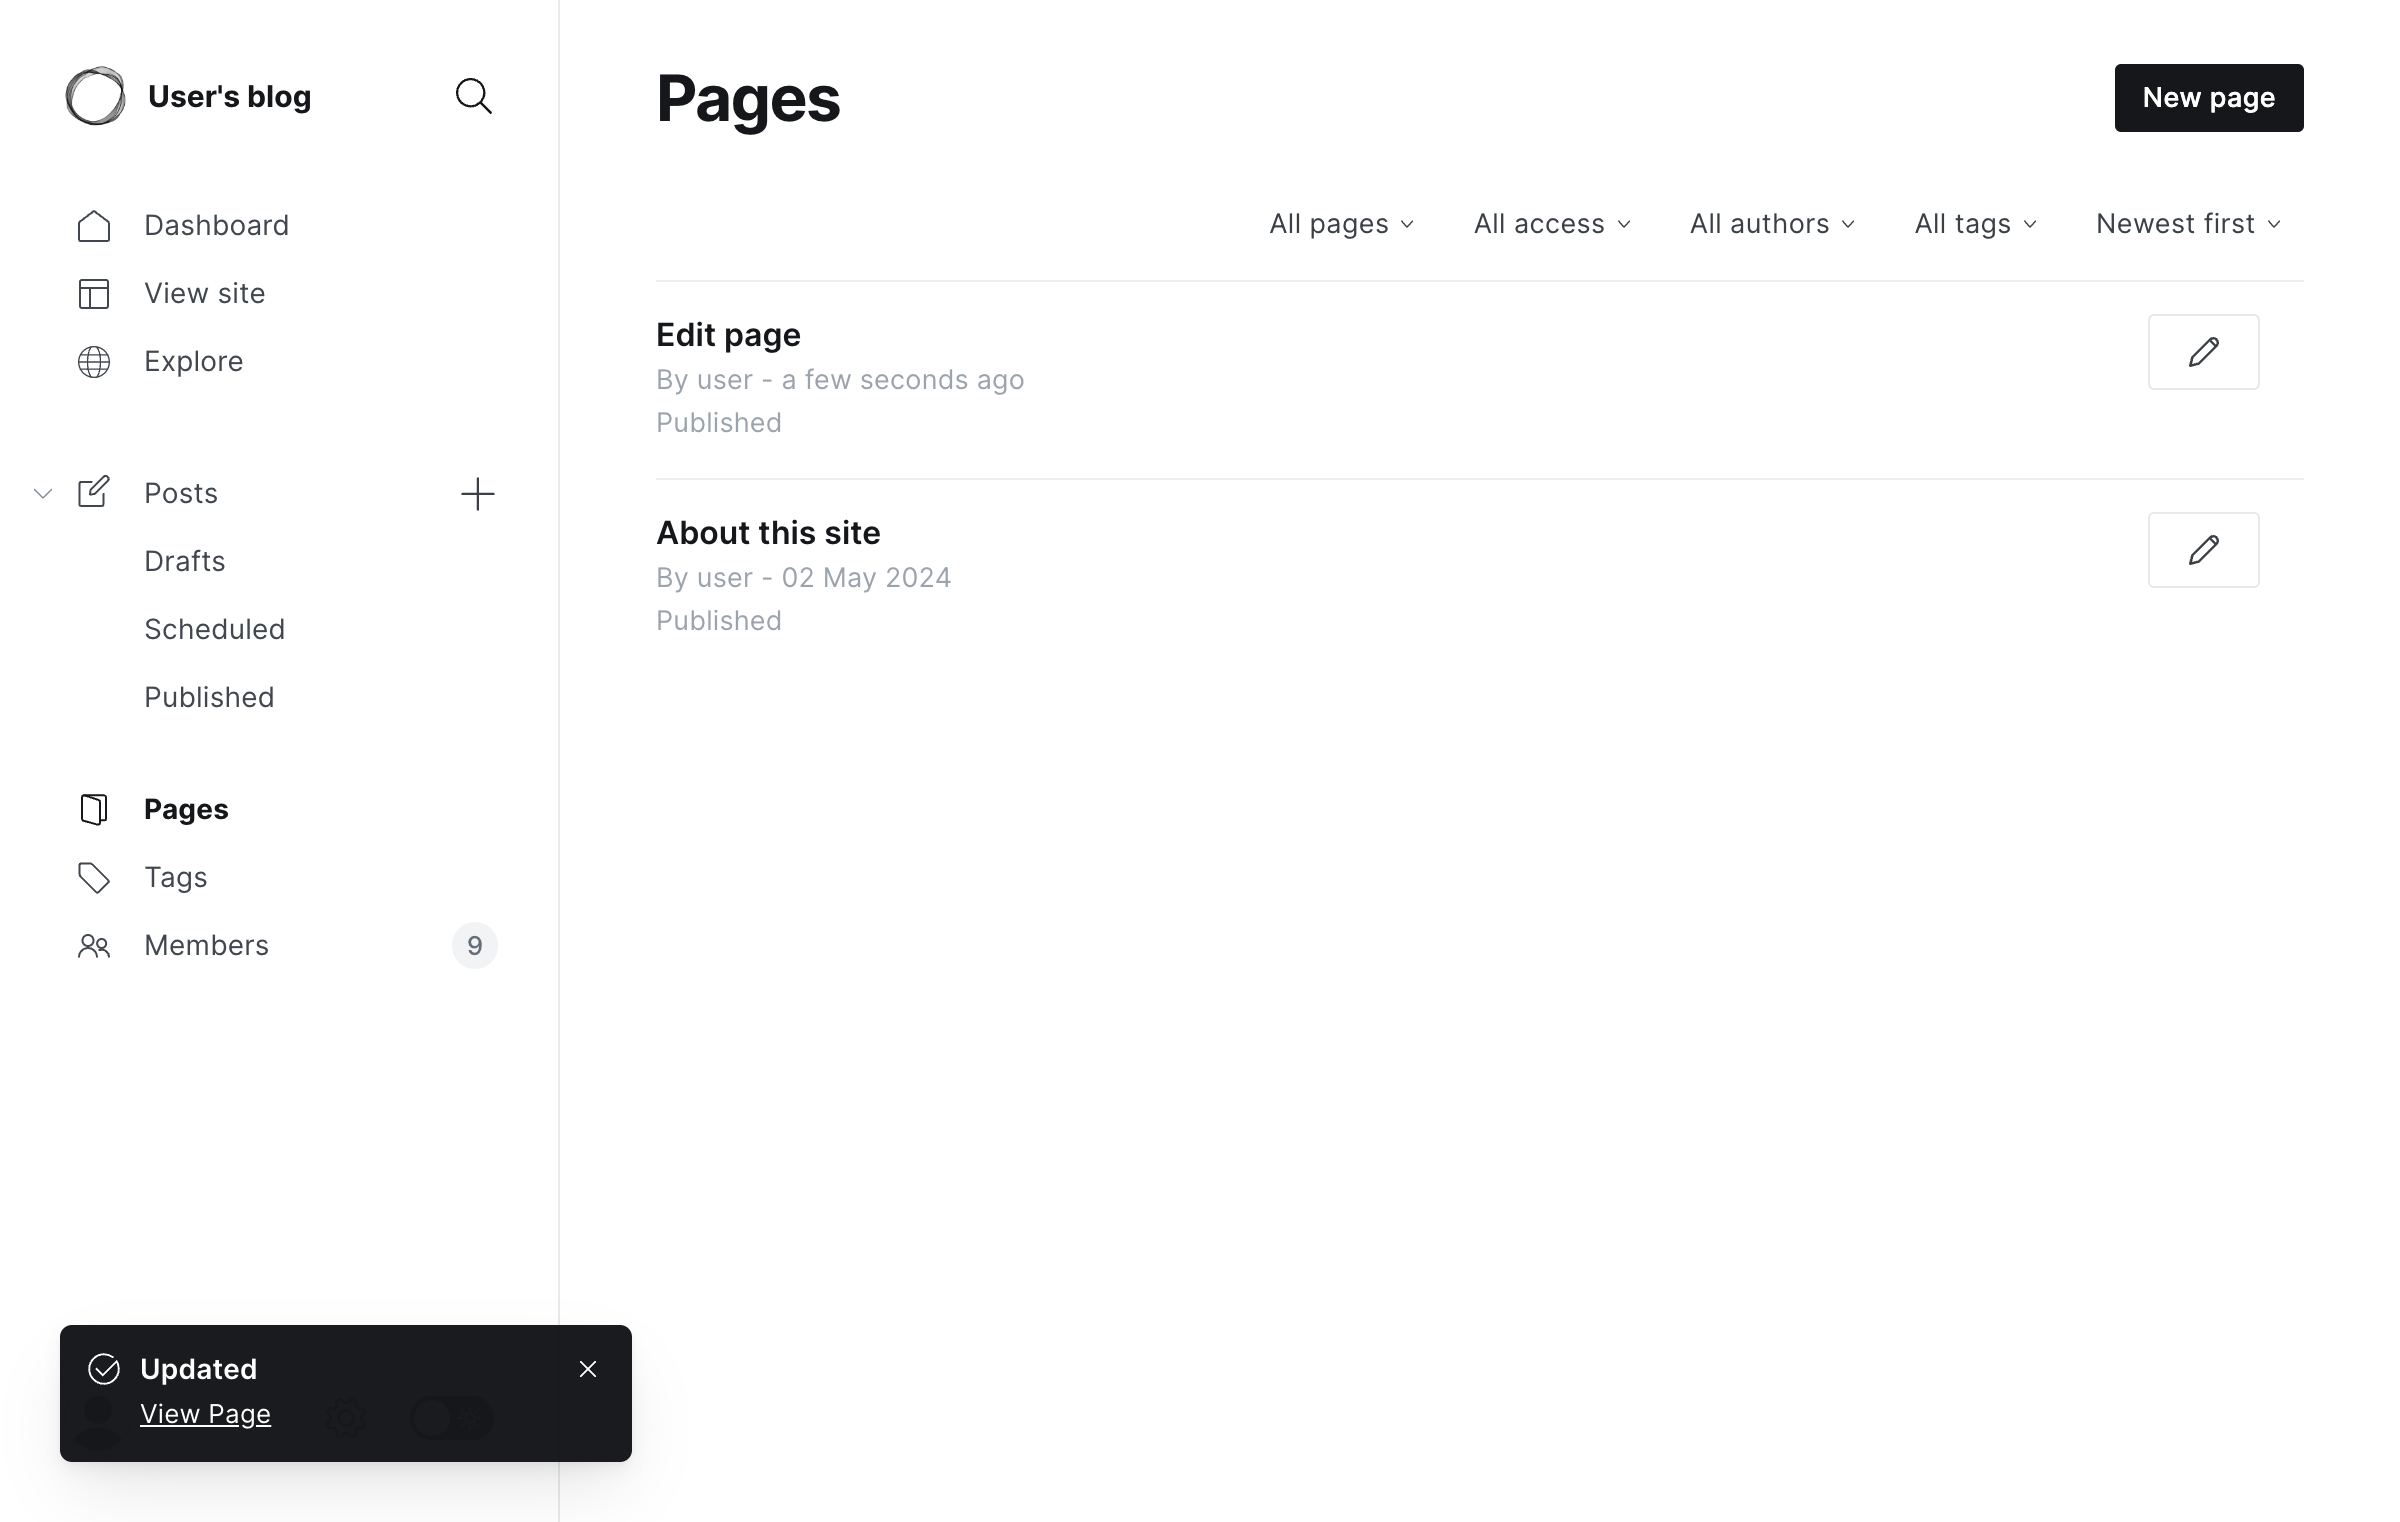 User's blog
Dashboard
View site
Explore
Posts
Drafts
Scheduled
Published
Pages
Tags
Members 9
Pages
New page
All pages All access All authors All tags Newest first
Edit page
By user - a few seconds ago
Published
About this site
By user - 02 May 2024
Published
Updated
View Page